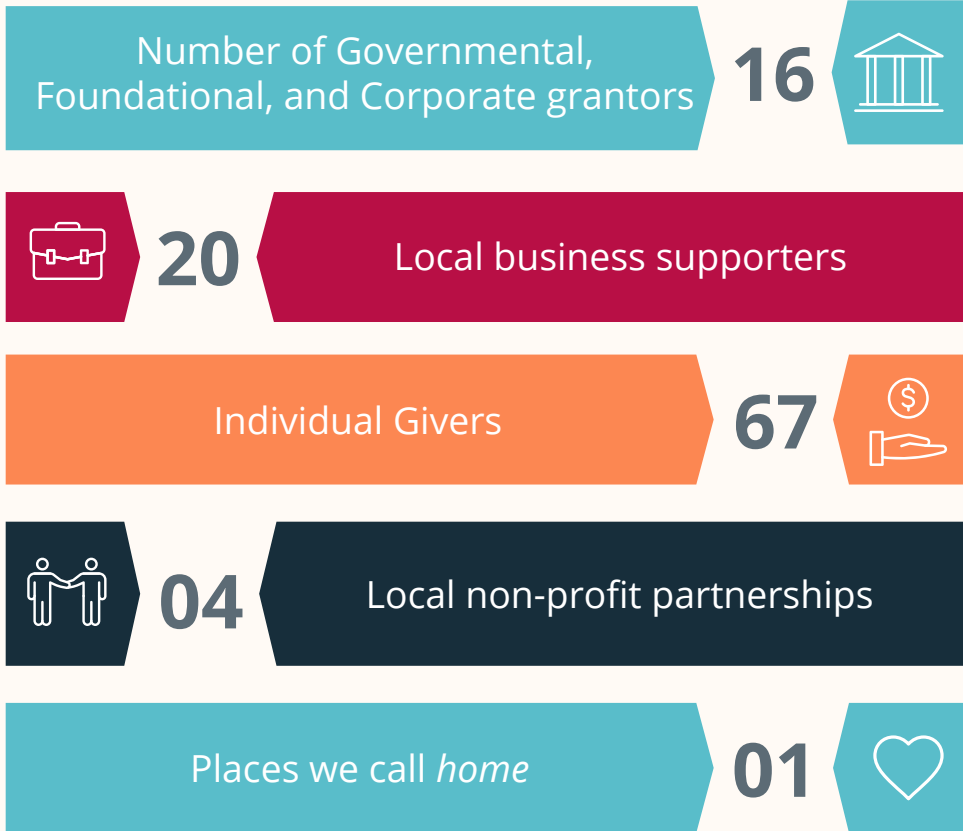 Number of Governmental,
Foundational, and Corporate grantors
16
20
Local business supporters
Individual Givers
67
04
Local non-profit partnerships
Places we call home
01